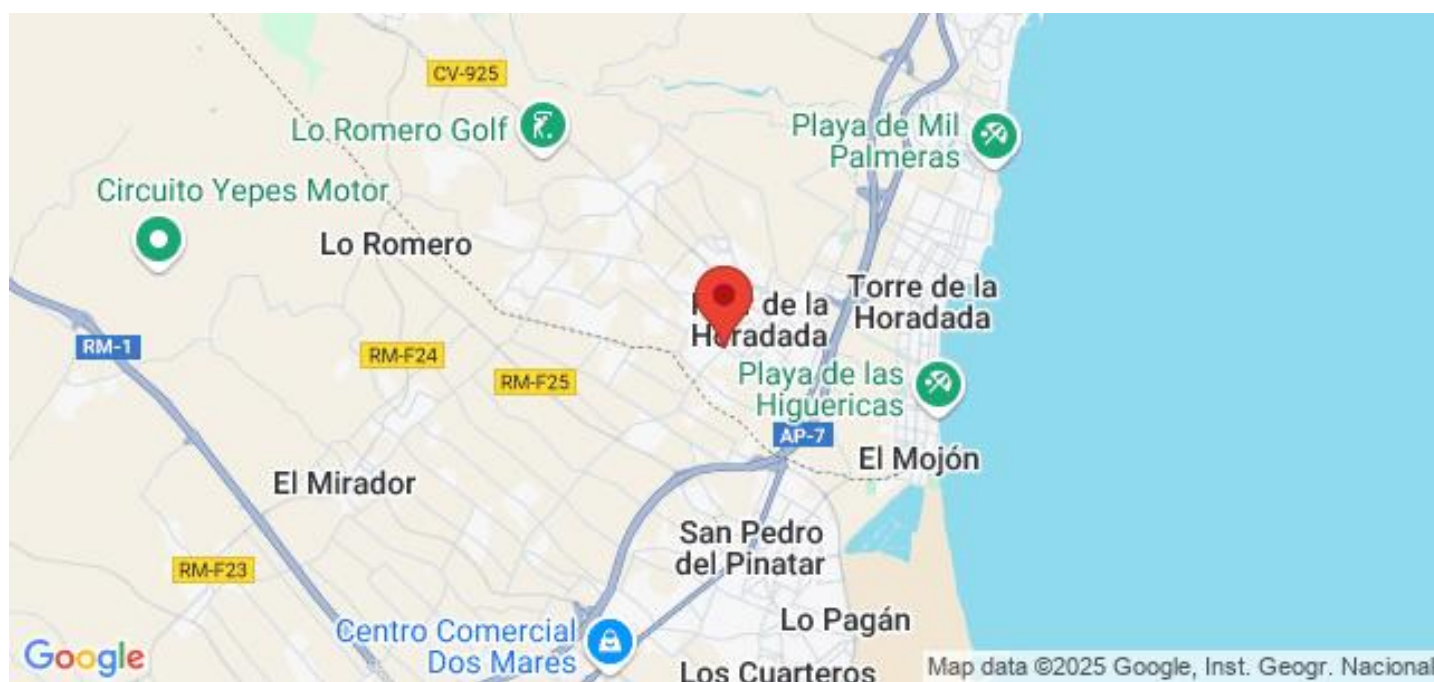 CV-925
Lo Romero Golf
Playa de Mil
Palmeras
Circuito Yepes Motor
Lo Romero
de la
Horadada
Torre de la
Horadada
RM-1
RM-F24
RM-F25
Playa de las
Higuericas
AP-7
El Mojón
El Mirador
San Pedro
del Pinatar
RM-F23
Centro Comercial
Dos Mares
Lo Pagán
Los Cuarteros
Google
Map data ©2025 Google, Inst. Geogr. Nacional